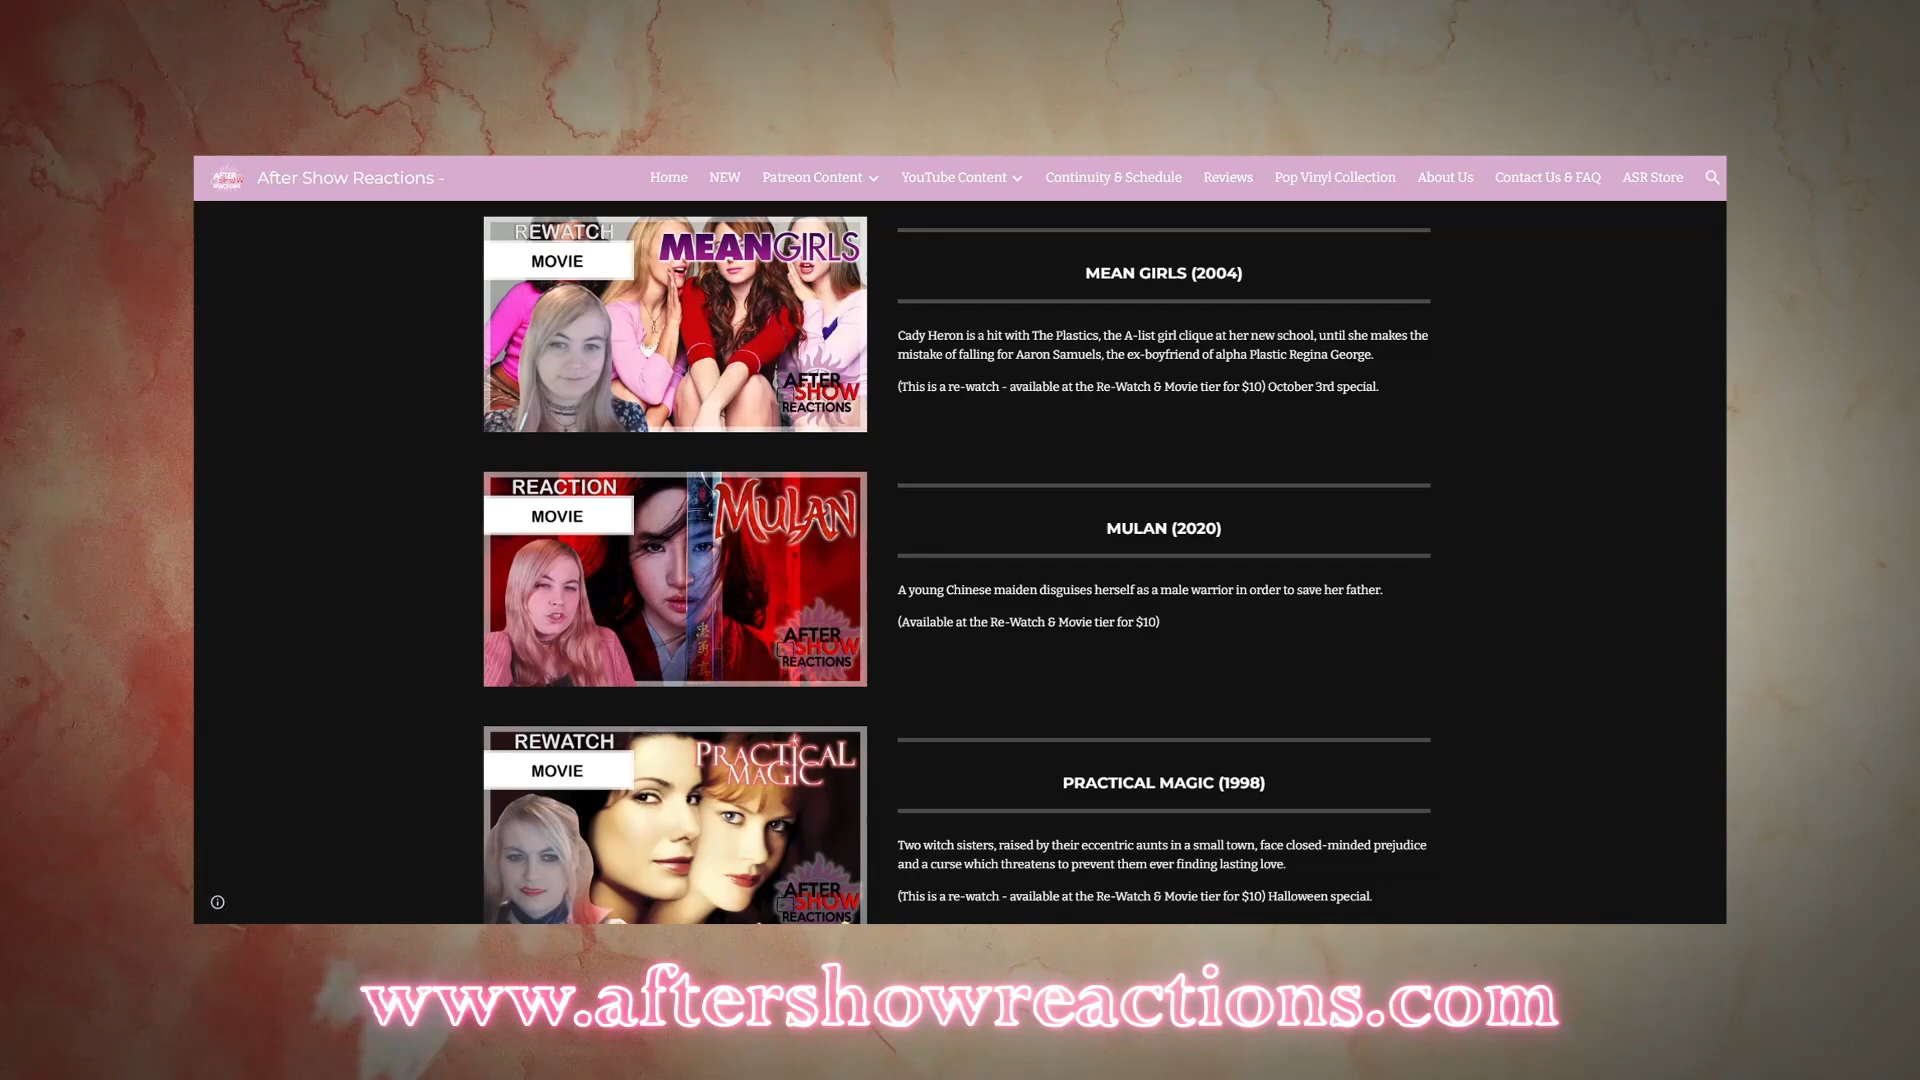 AFTER SHOW REACTIONS
After Show Reactions -
Home
NEW
Patreon Content
YouTube Content
Continuity & Schedule
Reviews
Pop Vinyl Collection
About Us
Contact Us & FAQ
ASR Store
REWATCH
MOVIE
MEAN GIRLS
AFTER
SHOW
REACTIONS
MEAN GIRLS (2004)
Cady Heron is a hit with The Plastics, the A-list girl clique at her new school, until she makes the
mistake of falling for Aaron Samuels, the ex-boyfriend of alpha Plastic Regina George.
(This is a re-watch - available at the Re-Watch & Movie tier for $10) October 3rd special.
REACTION
MOVIE
MULAN
忠勇真
AFTER
SHOW
REACTIONS
MULAN (2020)
A young Chinese maiden disguises herself as a male warrior in order to save her father.
(Available at the Re-Watch & Movie tier for $10)
REWATCH
MOVIE
PRACTICAL
MAGIC
AFTER
SHOW
REACTIONS
PRACTICAL MAGIC (1998)
Two witch sisters, raised by their eccentric aunts in a small town, face closed-minded prejudice
and a curse which threatens to prevent them ever finding lasting love.
(This is a re-watch - available at the Re-Watch & Movie tier for $10) Halloween special.
www.aftershowreactions.com